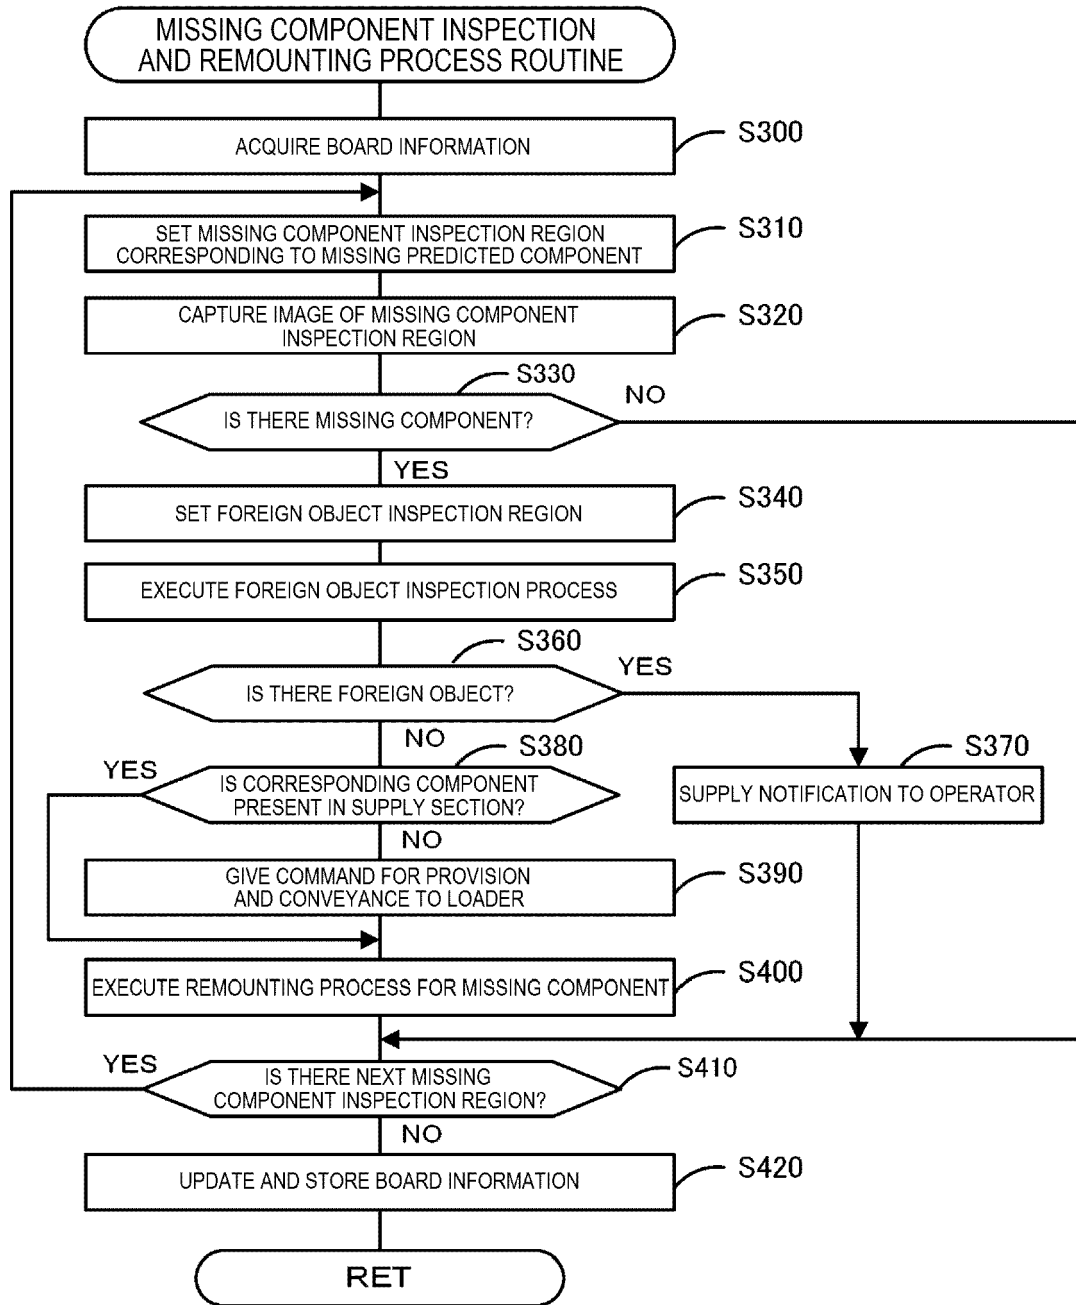 MISSING COMPONENT INSPECTION
AND REMOUNTING PROCESS ROUTINE
ACQUIRE BOARD INFORMATION
S300
SET MISSING COMPONENT INSPECTION REGION
CORRESPONDING TO MISSING PREDICTED COMPONENT
S310
CAPTURE IMAGE OF MISSING COMPONENT
INSPECTION REGION
S320
S330
IS THERE MISSING COMPONENT?
NO
YES
SET FOREIGN OBJECT INSPECTION REGION
S340
EXECUTE FOREIGN OBJECT INSPECTION PROCESS
S350
S360
IS THERE FOREIGN OBJECT?
YES
NO
S380
YES
IS CORRESPONDING COMPONENT
PRESENT IN SUPPLY SECTION?
NO
S370
SUPPLY NOTIFICATION TO OPERATOR
GIVE COMMAND FOR PROVISION
AND CONVEYANCE TO LOADER
S390
EXECUTE REMOUNTING PROCESS FOR MISSING COMPONENT
S400
YES
IS THERE NEXT MISSING
COMPONENT INSPECTION REGION?
S410
NO
UPDATE AND STORE BOARD INFORMATION
S420
RET